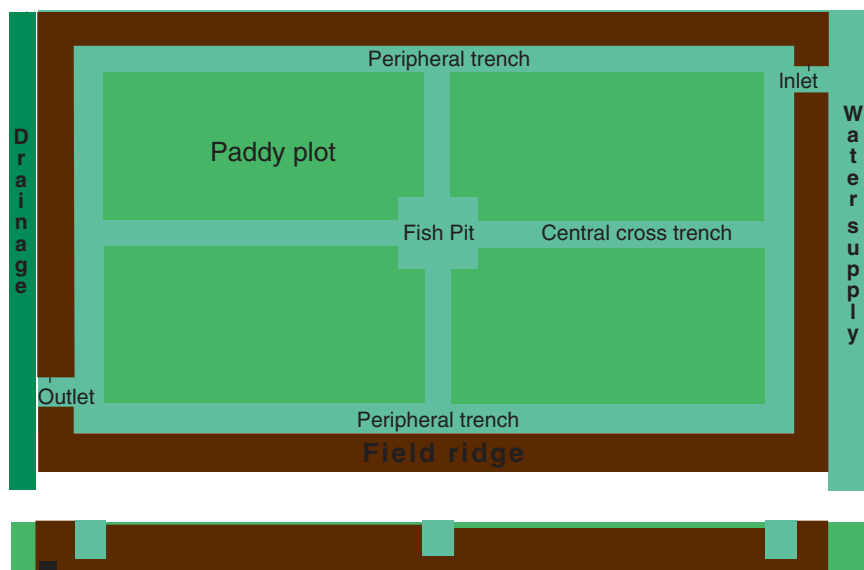 Peripheral trench
Inlet
Drainage
Water supply
Paddy plot
Fish Pit
Central cross trench
Outlet
Peripheral trench
Field ridge